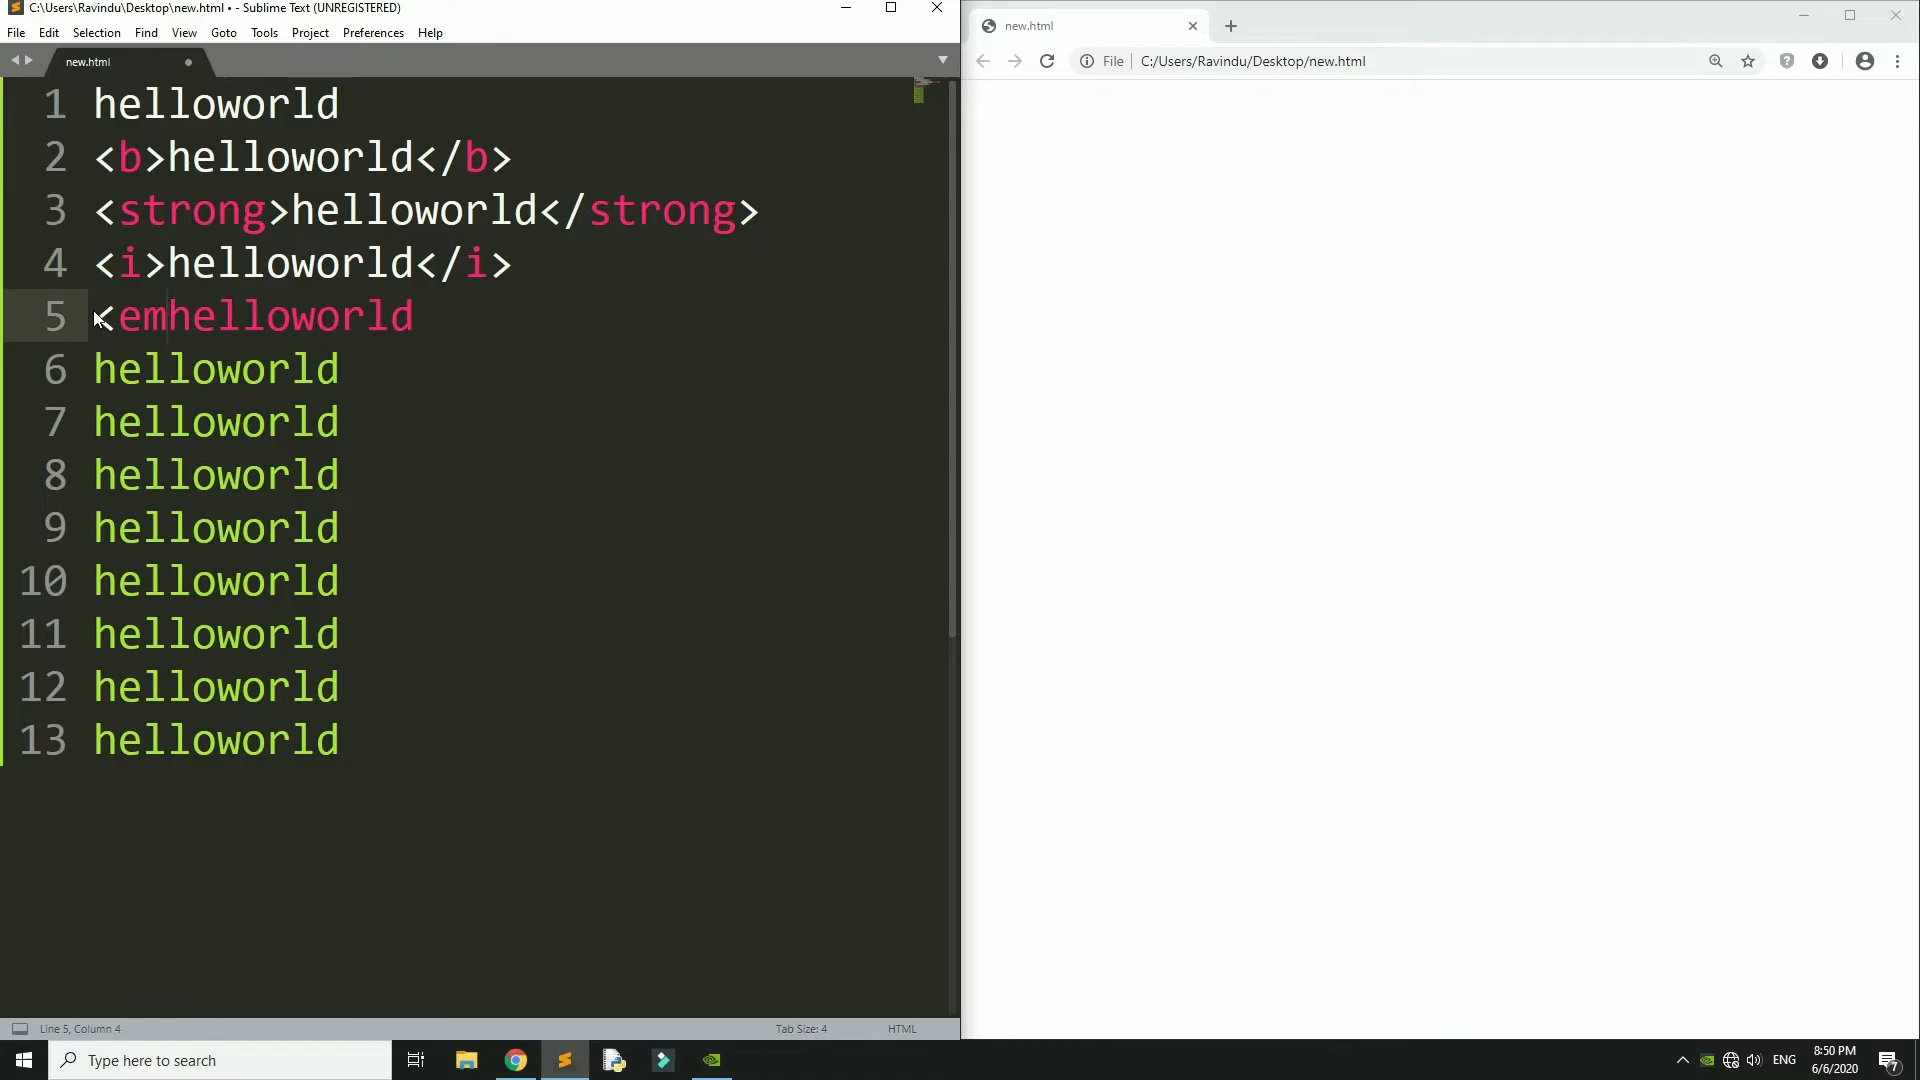 C:\Users\Ravindu\Desktop\new.html • - Sublime Text (UNREGISTERED)
File Edit Selection Find View Goto Tools Project Preferences Help
new.html
1 helloworld
2 <b>helloworld</b>
3 <strong>helloworld</strong>
4 <i>helloworld</i>
5 <emhelloworld
6 helloworld
7 helloworld
8 helloworld
9 helloworld
10 helloworld
11 helloworld
12 helloworld
13 helloworld
Line 5, Column 4
Tab Size: 4
HTML
new.html
File C:/Users/Ravindu/Desktop/new.html
Type here to search
ENG
8:50 PM
6/6/2020
7